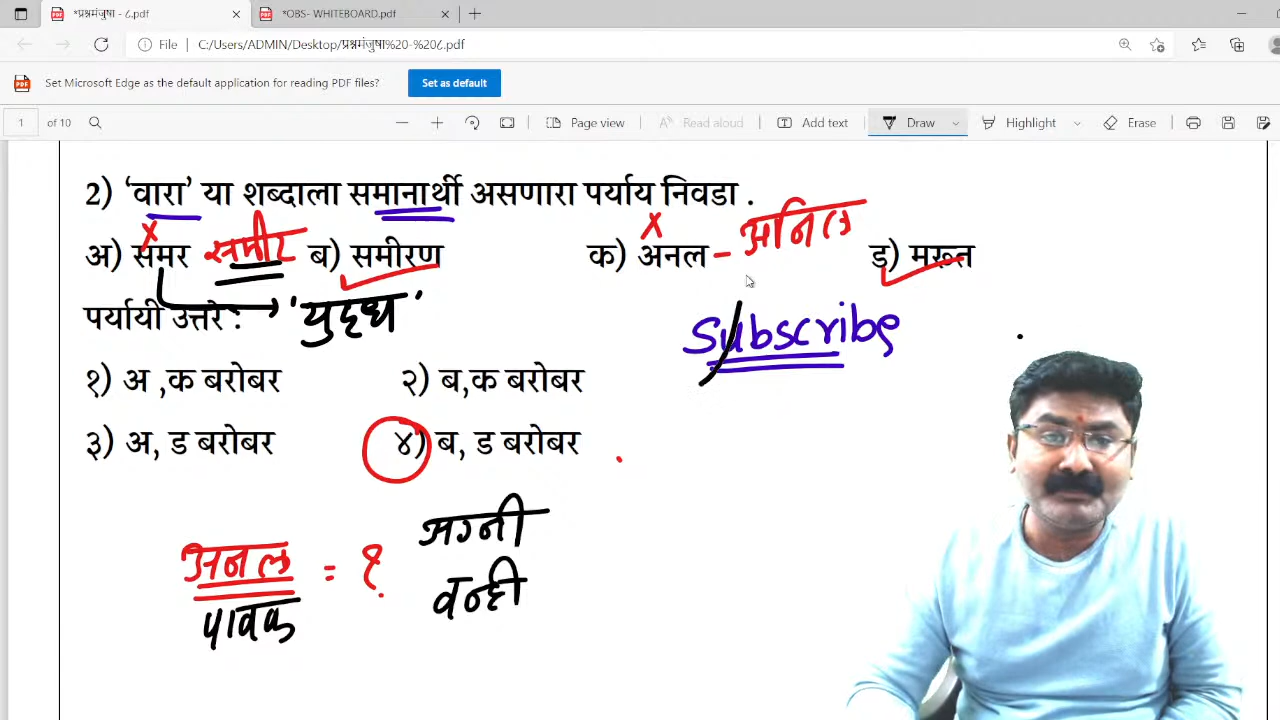 *प्रश्नमंजुषा - ८.pdf
*OBS- WHITEBOARD.pdf
File C:/Users/ADMIN/Desktop/प्रश्नमंजुषा%20-%20८.pdf
Set Microsoft Edge as the default application for reading PDF files? Set as default
1 of 10 Page view Read aloud Add text Draw Highlight Erase
2) ‘वारा’ या शब्दाला समानार्थी असणारा पर्याय निवडा .
अ) समर समीर ब) समीरण क) अनल - अनिल ड) मरूत
पर्यायी उत्तरे : 'युद्ध' Subscribe
१) अ ,क बरोबर २) ब,क बरोबर
३) अ, ड बरोबर ४) ब, ड बरोबर
अनल = ? अग्नी
पावक वन्ही